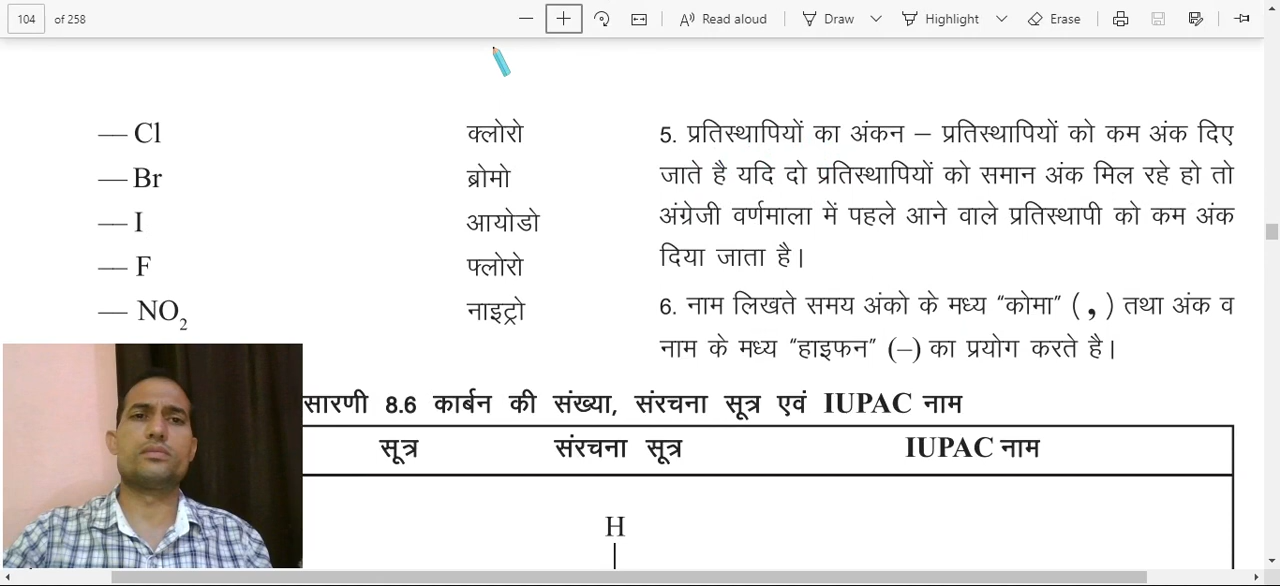 104 of 258
Read aloud Draw Highlight Erase
— Cl क्लोरो
— Br ब्रोमो
— I आयोडो
— F फ्लोरो
— NO₂ नाइट्रो
5. प्रतिस्थापियों का अंकन – प्रतिस्थापियों को कम अंक दिए
जाते है यदि दो प्रतिस्थापियों को समान अंक मिल रहे हो तो
अंग्रेजी वर्णमाला में पहले आने वाले प्रतिस्थापी को कम अंक
दिया जाता है।
6. नाम लिखते समय अंको के मध्य “कोमा” ( , ) तथा अंक व
नाम के मध्य “हाइफन” (–) का प्रयोग करते है।
सारणी 8.6 कार्बन की संख्या, संरचना सूत्र एवं IUPAC नाम
सूत्र संरचना सूत्र IUPAC नाम
H